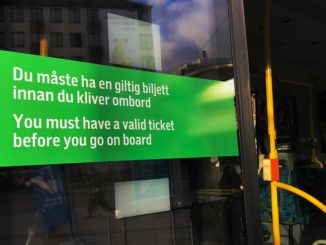 Du måste ha en giltig biljett
innan du kliver ombord
You must have a valid ticket
before you go on board